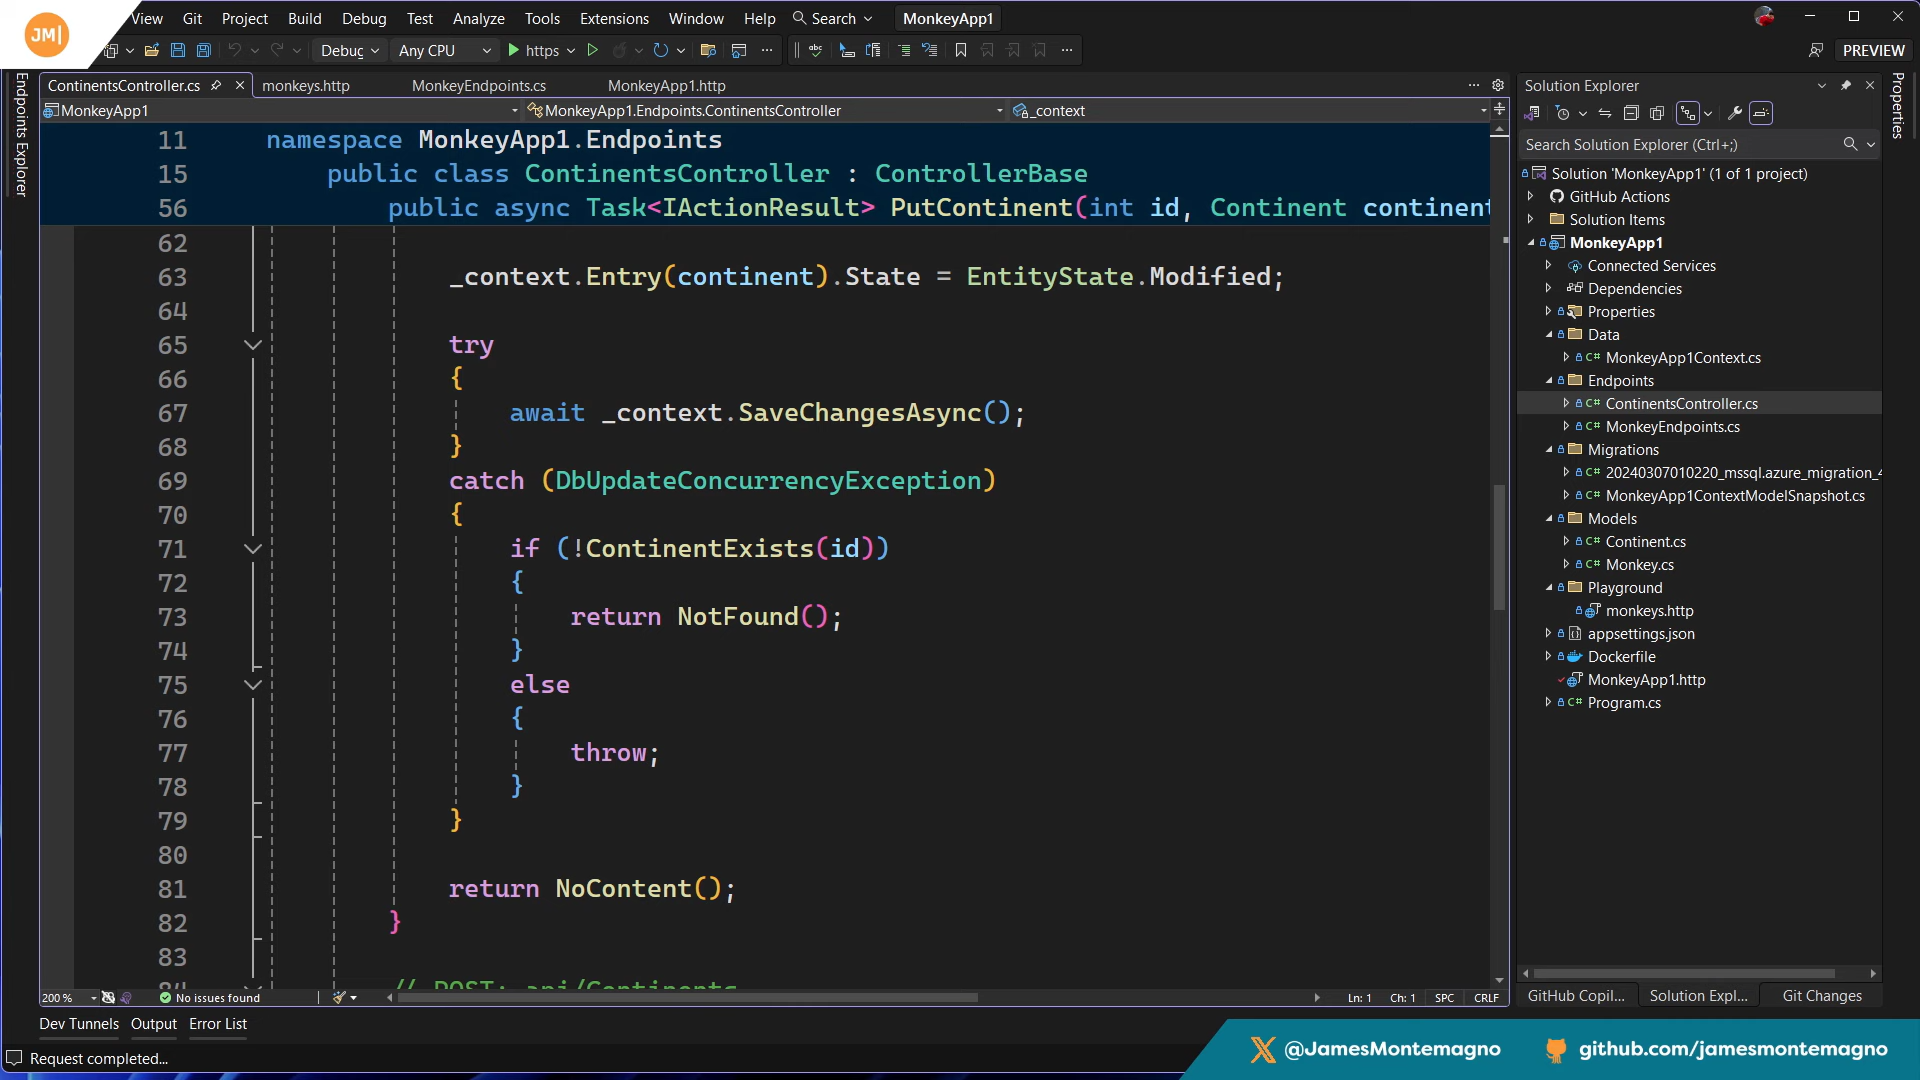 JM|
View Git Project Build Debug Test Analyze Tools Extensions Window Help Search MonkeyApp1
Debug Any CPU https abc PREVIEW
Endpoints Explorer
ContinentsController.cs monkeys.http MonkeyEndpoints.cs MonkeyApp1.http
MonkeyApp1 MonkeyApp1.Endpoints.ContinentsController _context
11 namespace MonkeyApp1.Endpoints
15 public class ContinentsController : ControllerBase
56 public async Task<IActionResult> PutContinent(int id, Continent continent
62
63 _context.Entry(continent).State = EntityState.Modified;
64
65 try
66 {
67 await _context.SaveChangesAsync();
68 }
69 catch (DbUpdateConcurrencyException)
70 {
71 if (!ContinentExists(id))
72 {
73 return NotFound();
74 }
75 else
76 {
77 throw;
78 }
79 }
80
81 return NoContent();
82 }
83
84 // POST: api/Continents
200 % No issues found Ln: 1 Ch: 1 SPC CRLF
Solution Explorer
Search Solution Explorer (Ctrl+;)
Solution 'MonkeyApp1' (1 of 1 project)
GitHub Actions
Solution Items
MonkeyApp1
Connected Services
Dependencies
Properties
Data
C# MonkeyApp1Context.cs
Endpoints
C# ContinentsController.cs
C# MonkeyEndpoints.cs
Migrations
C# 20240307010220_mssql.azure_migration_4
C# MonkeyApp1ContextModelSnapshot.cs
Models
C# Continent.cs
C# Monkey.cs
Playground
monkeys.http
appsettings.json
Dockerfile
MonkeyApp1.http
C# Program.cs
GitHub Copil... Solution Expl... Git Changes
Properties
Dev Tunnels Output Error List
Request completed...
@JamesMontemagno github.com/jamesmontemagno